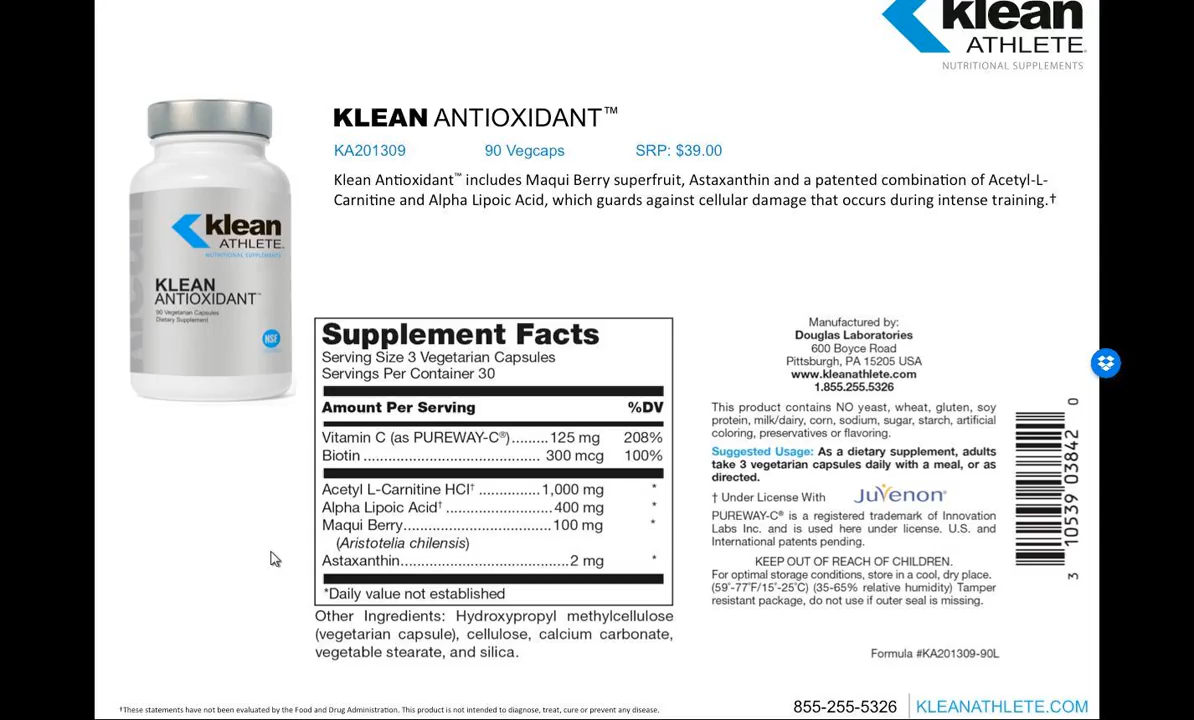 klean
ATHLETE
NUTRITIONAL SUPPLEMENTS
KLEAN ANTIOXIDANT™
KA201309 90 Vegcaps SRP: $39.00
Klean Antioxidant™ includes Maqui Berry superfruit, Astaxanthin and a patented combination of Acetyl-L-
Carnitine and Alpha Lipoic Acid, which guards against cellular damage that occurs during intense training.†
klean
ATHLETE
NUTRITIONAL SUPPLEMENTS
KLEAN
ANTIOXIDANT™
90 Vegetarian Capsules
Dietary Supplement
NSF
Supplement Facts
Serving Size 3 Vegetarian Capsules
Servings Per Container 30
Amount Per Serving %DV
Vitamin C (as PUREWAY-C®).........125 mg 208%
Biotin ........................................ 300 mcg 100%
Acetyl L-Carnitine HCl† ..............1,000 mg *
Alpha Lipoic Acid† ........................400 mg *
Maqui Berry.................................100 mg *
(Aristotelia chilensis)
Astaxanthin......................................2 mg *
*Daily value not established
Other Ingredients: Hydroxypropyl methylcellulose
(vegetarian capsule), cellulose, calcium carbonate,
vegetable stearate, and silica.
Manufactured by:
Douglas Laboratories
600 Boyce Road
Pittsburgh, PA 15205 USA
www.kleanathlete.com
1.855.255.5326
This product contains NO yeast, wheat, gluten, soy
protein, milk/dairy, corn, sodium, sugar, starch, artificial
coloring, preservatives or flavoring.
Suggested Usage: As a dietary supplement, adults
take 3 vegetarian capsules daily with a meal, or as
directed.
† Under License With Juvenon®
PUREWAY-C® is a registered trademark of Innovation
Labs Inc. and is used here under license. U.S. and
International patents pending.
KEEP OUT OF REACH OF CHILDREN.
For optimal storage conditions, store in a cool, dry place.
(59°-77°F/15°-25°C) (35-65% relative humidity) Tamper
resistant package, do not use if outer seal is missing.
3 10539 03842 0
Formula #KA201309-90L
†These statements have not been evaluated by the Food and Drug Administration. This product is not intended to diagnose, treat, cure or prevent any disease.
855-255-5326 KLEANATHLETE.COM